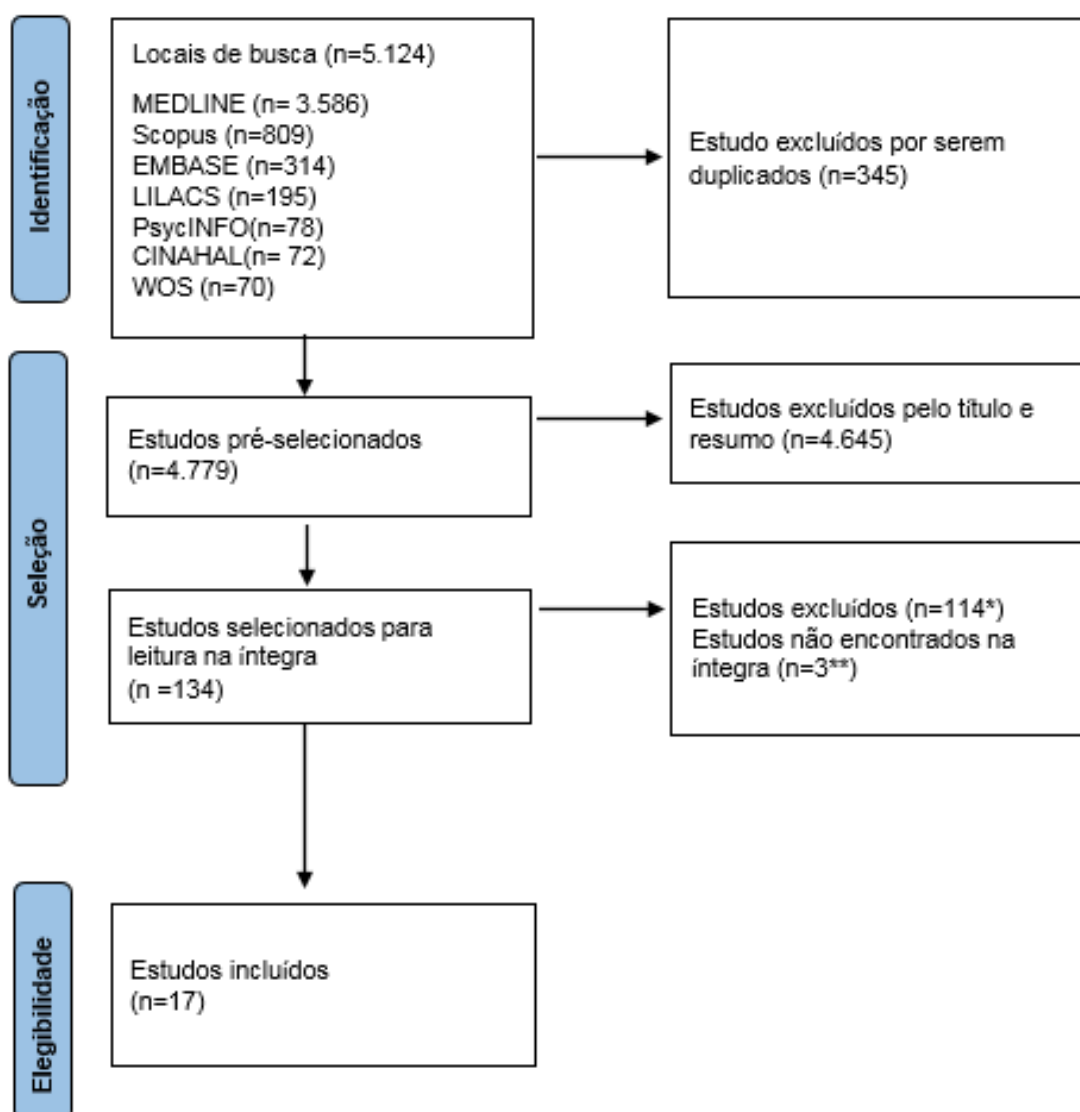 Identificação
Locais de busca (n=5.124)
MEDLINE (n= 3.586)
Scopus (n=809)
EMBASE (n=314)
LILACS (n=195)
PsycINFO(n=78)
CINAHAL(n= 72)
WOS (n=70)
Estudo excluídos por serem
duplicados (n=345)
Seleção
Estudos pré-selecionados
(n=4.779)
Estudos excluídos pelo título e
resumo (n=4.645)
Estudos selecionados para
leitura na íntegra
(n =134)
Estudos excluídos (n=114*)
Estudos não encontrados na
íntegra (n=3**)
Elegibilidade
Estudos incluídos
(n=17)